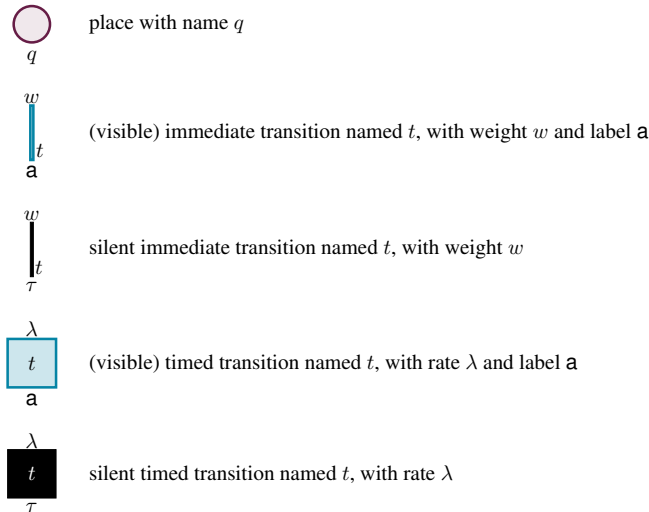 place with name q
q
w
(visible) immediate transition named t, with weight w and label a
t
a
w
silent immediate transition named t, with weight w
t
τ
λ
t
(visible) timed transition named t, with rate λ and label a
a
λ
t
silent timed transition named t, with rate λ
τ